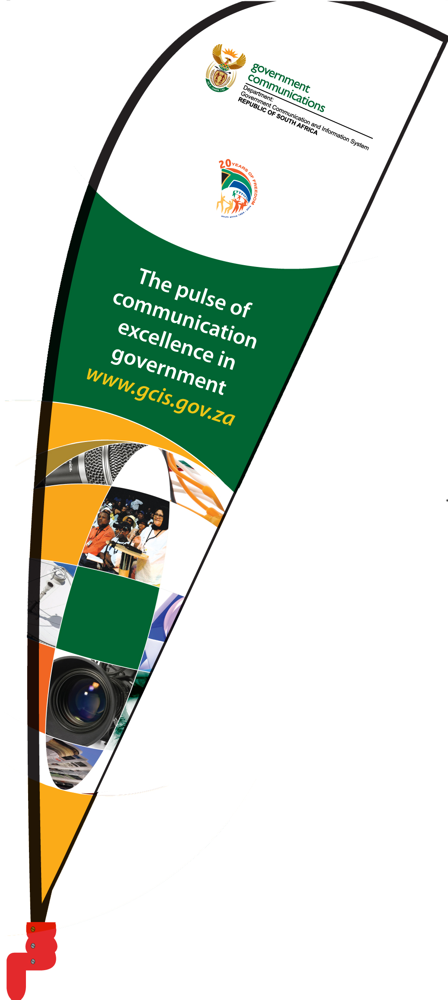 government
communications
Department:
Government Communication and Information System
REPUBLIC OF SOUTH AFRICA
20 YEARS OF FREEDOM
south africa 1994 - 2014
The pulse of
communication
excellence in
government
www.gcis.gov.za
hnica.